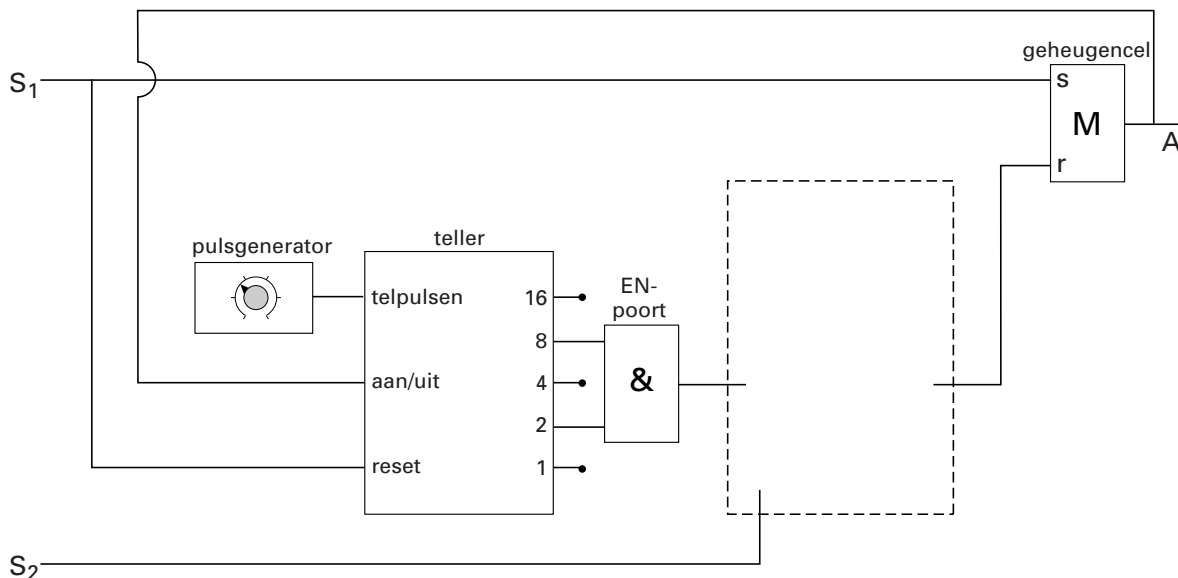 geheugencel
S1
s
M
A
r
pulsgenerator
teller
EN-
poort
telpulsen
16
8
aan/uit
4
&
2
reset
1
S2